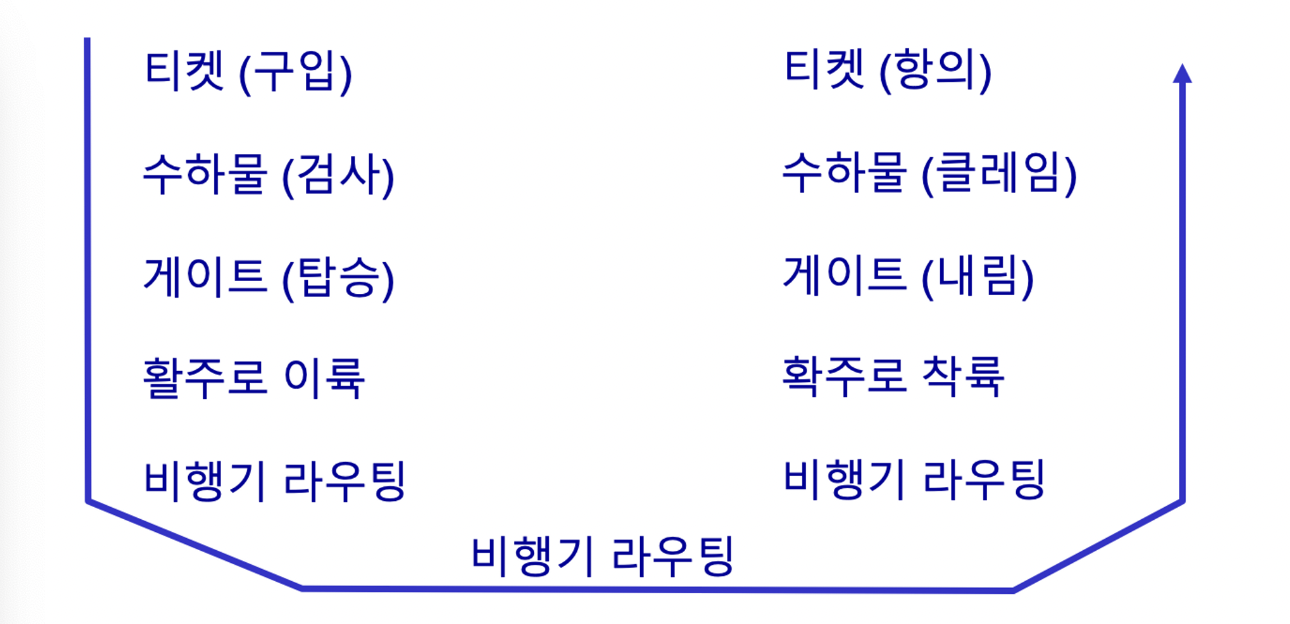 티켓 (구입)
수하물 (검사)
게이트 (탑승)
활주로 이륙
비행기 라우팅
비행기 라우팅
티켓 (항의)
수하물 (클레임)
게이트 (내림)
확주로 착륙
비행기 라우팅